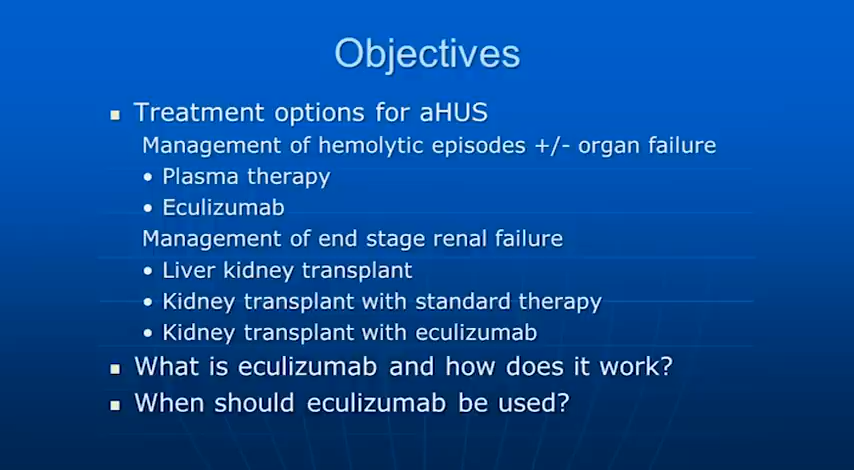 Objectives
▪ Treatment options for aHUS
Management of hemolytic episodes +/- organ failure
• Plasma therapy
• Eculizumab
Management of end stage renal failure
• Liver kidney transplant
• Kidney transplant with standard therapy
• Kidney transplant with eculizumab
▪ What is eculizumab and how does it work?
▪ When should eculizumab be used?